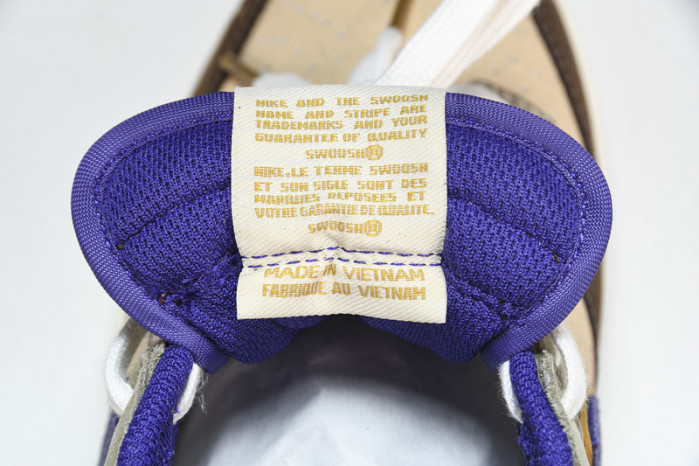 NIKE AND THE SWOOSH
NAME AND STRIPE ARE
TRADEMARKS AND YOUR
GUARANTEE OF QUALITY
SWOOSH®
NIKE.LE TERME SWOOSH
ET SON SIGLE SONT DES
MARQUES DEPOSEES ET
VOTRE GARANTIE DE QUALITE.
SWOOSH®
MADE IN VIETNAM
FABRIQUE AU VIETNAM